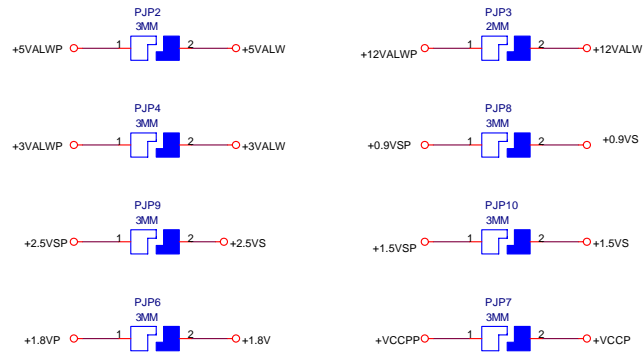 PJP2
3MM
+5VALWP 1 2 +5VALW
PJP3
2MM
+12VALWP 1 2 +12VALW
PJP4
3MM
+3VALWP 1 2 +3VALW
PJP8
3MM
+0.9VSP 1 2 +0.9VS
PJP9
3MM
+2.5VSP 1 2 +2.5VS
PJP10
3MM
+1.5VSP 1 2 +1.5VS
PJP6
3MM
+1.8VP 1 2 +1.8V
PJP7
3MM
+VCCPP 1 2 +VCCP